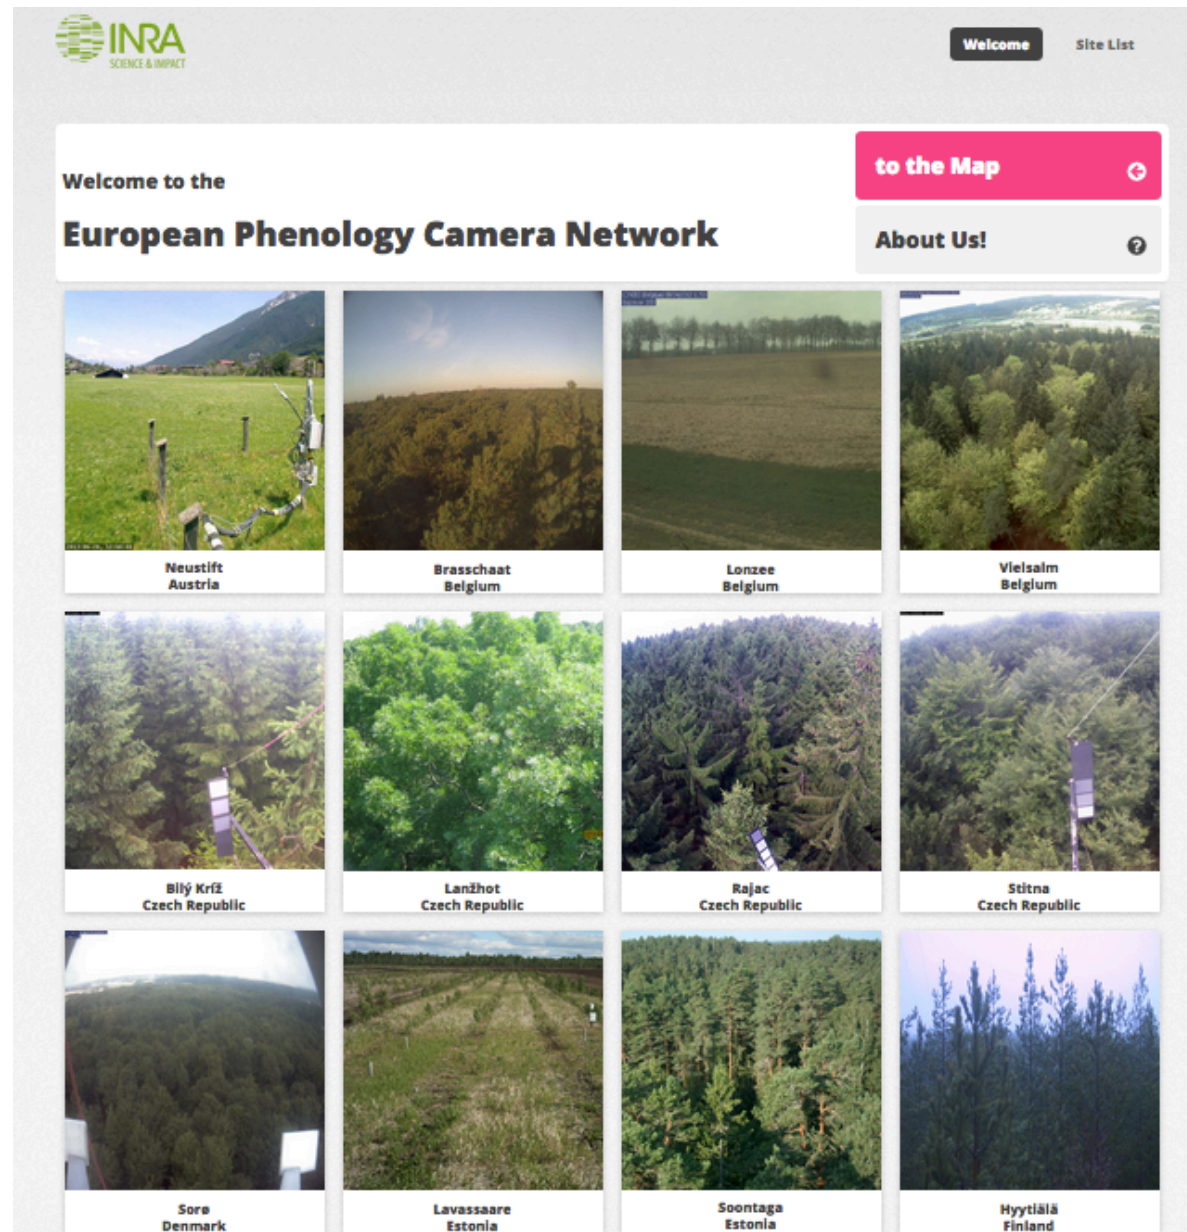 INRA
SCIENCE & IMPACT
Welcome
Site List
Welcome to the
European Phenology Camera Network
to the Map
About Us!
Neustift
Austria
Brasschaat
Belgium
Lonzee
Belgium
Vielsalm
Belgium
Bílý Kríž
Czech Republic
Lanžhot
Czech Republic
Rajac
Czech Republic
Stitna
Czech Republic
Sorø
Denmark
Lavassaare
Estonia
Soontaga
Estonia
Hyytiälä
Finland